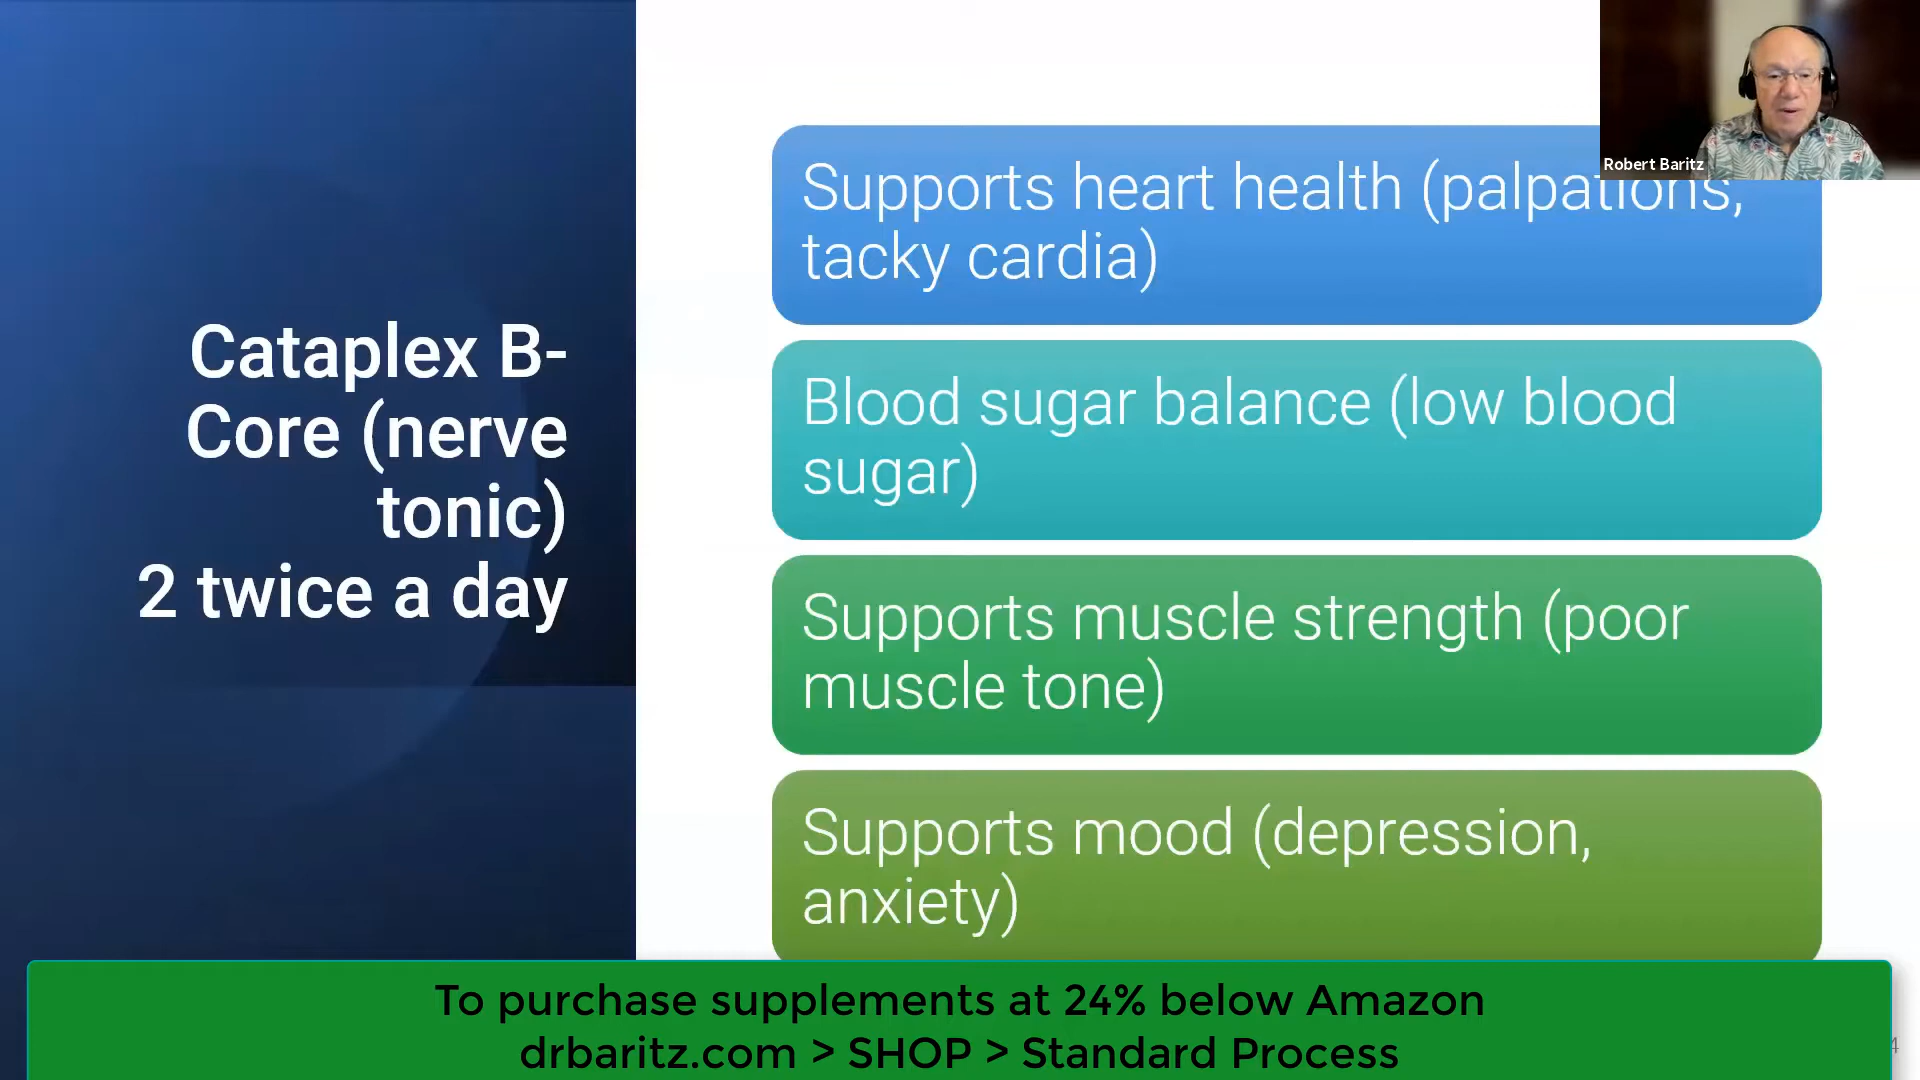 Cataplex B-
Core (nerve
tonic)
2 twice a day
Robert Baritz
Supports heart health (palpations,
tacky cardia)
Blood sugar balance (low blood
sugar)
Supports muscle strength (poor
muscle tone)
Supports mood (depression,
anxiety)
To purchase supplements at 24% below Amazon
drbaritz.com > SHOP > Standard Process
4